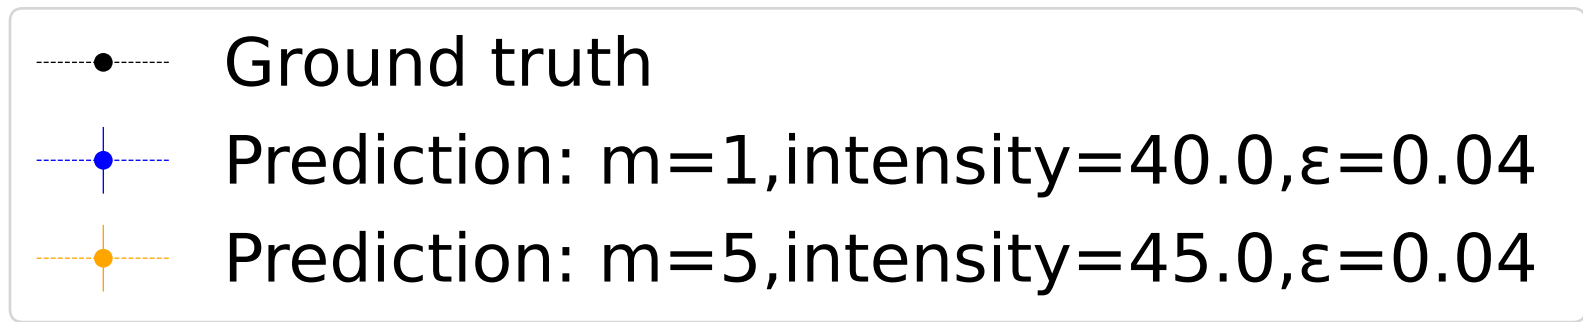 Ground truth
Prediction: m=1,intensity=40.0,ε=0.04
Prediction: m=5,intensity=45.0,ε=0.04